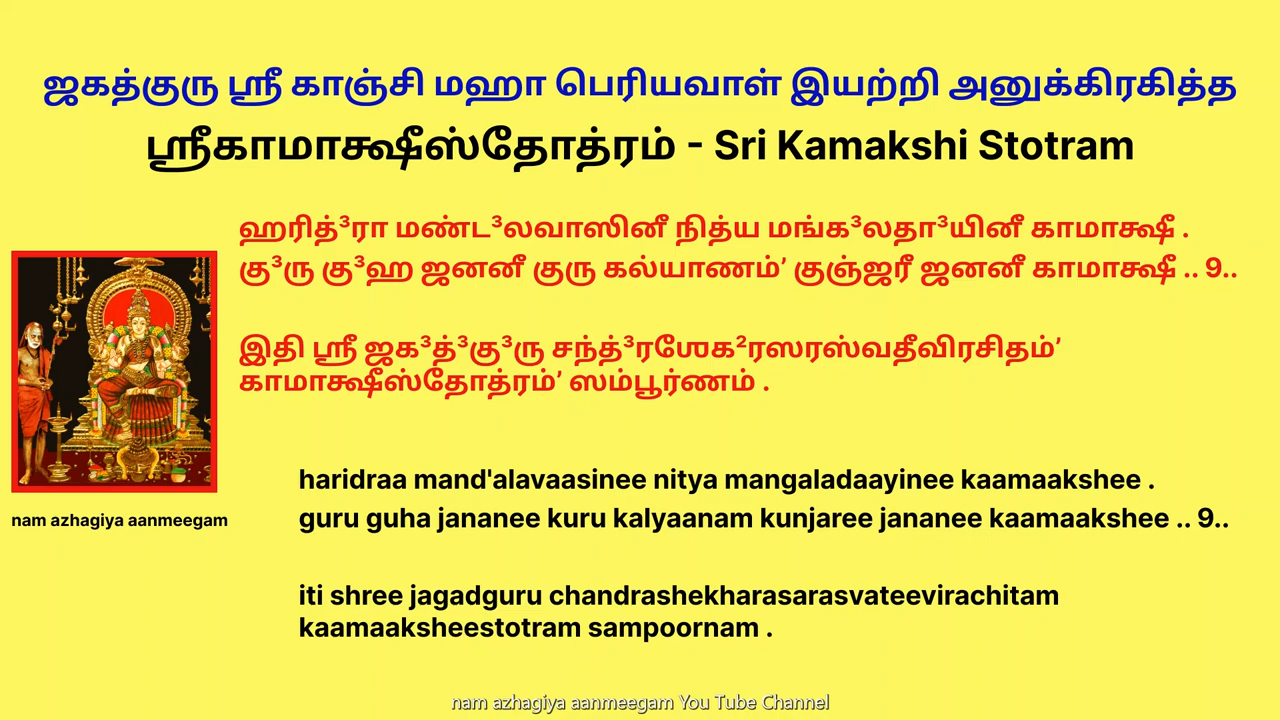 ஜகத்குரு ஸ்ரீ காஞ்சி மஹா பெரியவாள் இயற்றி அனுக்கிரகித்த
ஸ்ரீகாமாக்ஷீஸ்தோத்ரம் - Sri Kamakshi Stotram
ஹரித்³ரா மண்ட³லவாஸினீ நித்ய மங்க³லதா³யினீ காமாக்ஷீ .
கு³ரு கு³ஹ ஜனனீ குரு கல்யாணம்ʼ குஞ்ஜரீ ஜனனீ காமாக்ஷீ .. 9..
இதி ஸ்ரீ ஜக³த்³கு³ரு சந்த்³ரஶேக²ரஸரஸ்வதீவிரசிதம்ʼ
காமாக்ஷீஸ்தோத்ரம்ʼ ஸம்பூர்ணம் .
haridraa mand'alavaasinee nitya mangaladaayinee kaamaakshee .
guru guha jananee kuru kalyaanam kunjaree jananee kaamaakshee .. 9..
nam azhagiya aanmeegam
iti shree jagadguru chandrashekharasarasvateevirachitam
kaamaaksheestotram sampoornam .
nam azhagiya aanmeegam You Tube Channel